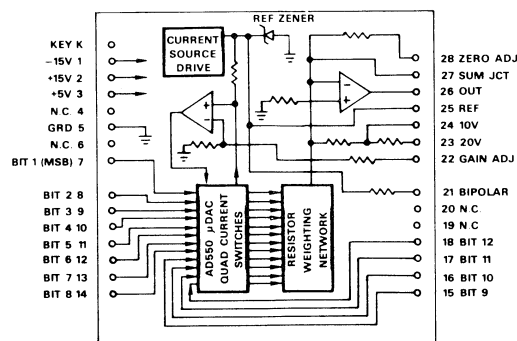 REF ZENER
CURRENT
SOURCE
DRIVE
KEY K
-15V 1
+15V 2
+5V 3
N.C. 4
GRD 5
N.C. 6
BIT 1 (MSB) 7
BIT 2 8
BIT 3 9
BIT 4 10
BIT 5 11
BIT 6 12
BIT 7 13
BIT 8 14
+
-
AD550 μDAC
QUAD CURRENT
SWITCHES
RESISTOR
WEIGHTING
NETWORK
-
+
28 ZERO ADJ
27 SUM JCT
26 OUT
25 REF
24 10V
23 20V
22 GAIN ADJ
21 BIPOLAR
20 N.C.
19 N.C
18 BIT 12
17 BIT 11
16 BIT 10
15 BIT 9